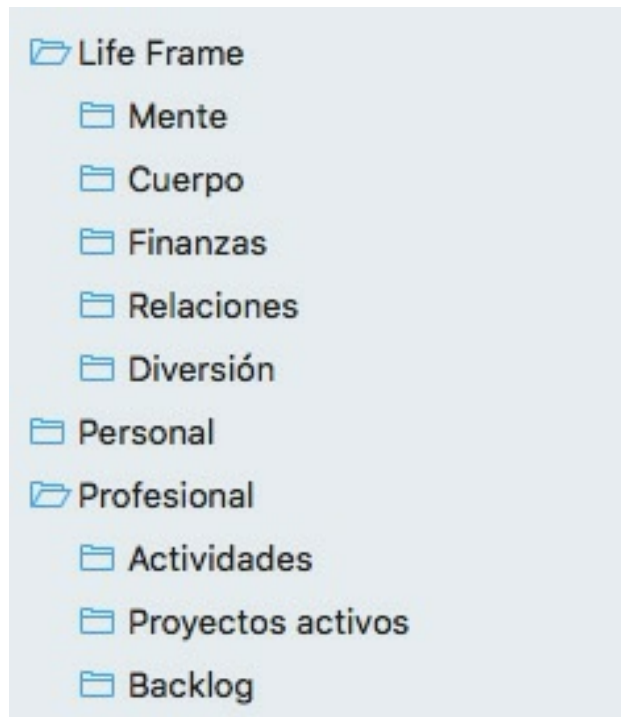 Life Frame
Mente
Cuerpo
Finanzas
Relaciones
Diversión
Personal
Profesional
Actividades
Proyectos activos
Backlog